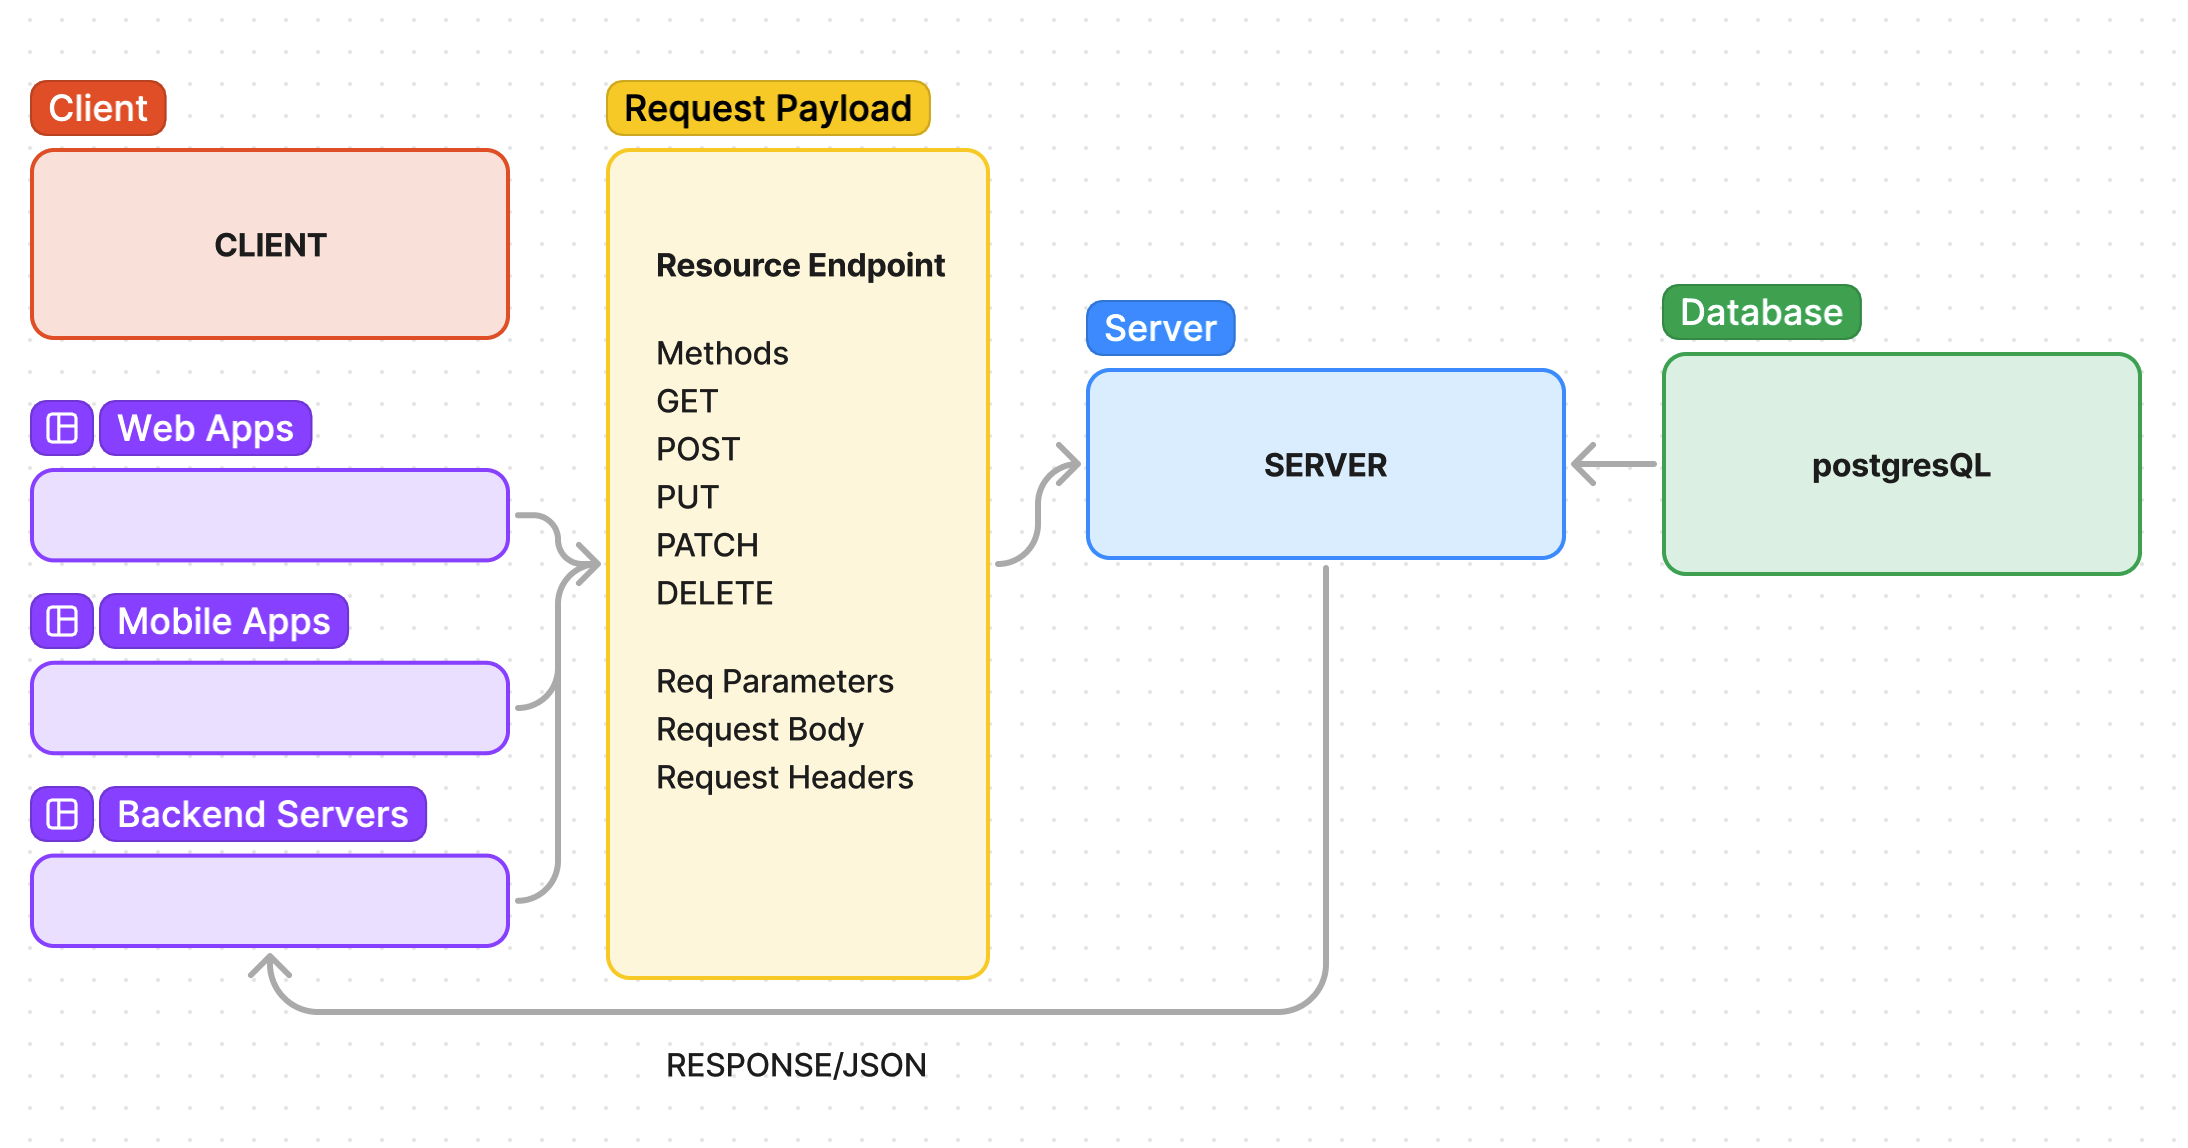 Client
CLIENT
Web Apps
Mobile Apps
Backend Servers
Request Payload
Resource Endpoint
Methods
GET
POST
PUT
PATCH
DELETE
Req Parameters
Request Body
Request Headers
Server
SERVER
Database
postgresQL
RESPONSE/JSON